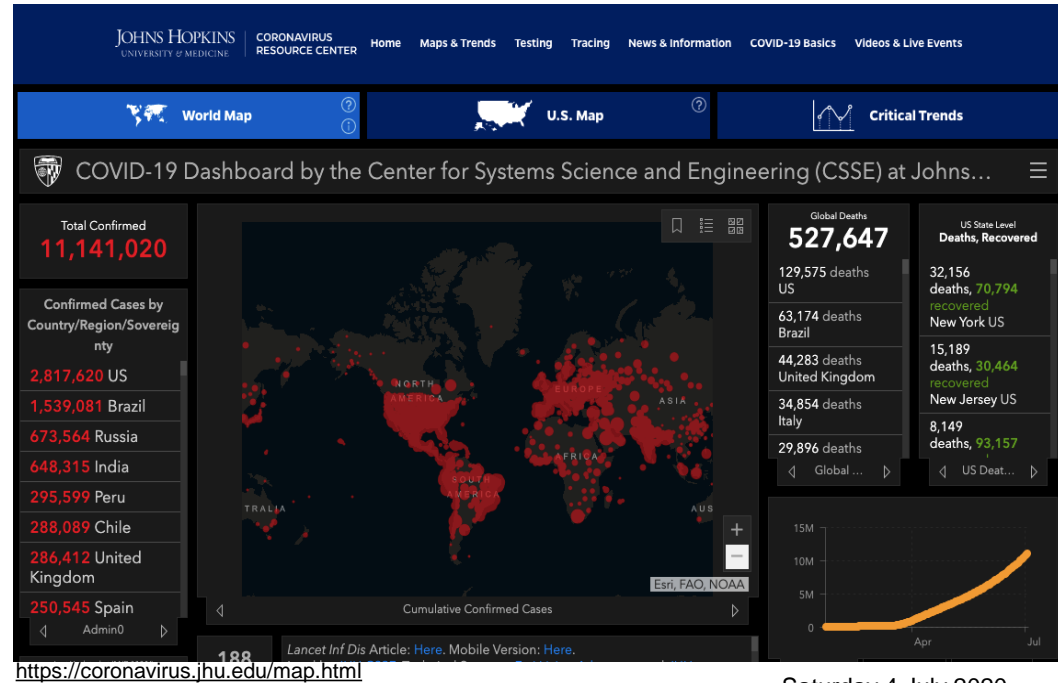 JOHNS HOPKINS
UNIVERSITY & MEDICINE
CORONAVIRUS
RESOURCE CENTER
Home
Maps & Trends
Testing
Tracing
News & Information
COVID-19 Basics
Videos & Live Events
World Map
U.S. Map
Critical Trends
COVID-19 Dashboard by the Center for Systems Science and Engineering (CSSE) at Johns...
Total Confirmed
11,141,020
Confirmed Cases by
Country/Region/Sovereig
nty
2,817,620 US
1,539,081 Brazil
673,564 Russia
648,315 India
295,599 Peru
288,089 Chile
286,412 United
Kingdom
250,545 Spain
Admin0
NORTH
AMERICA
SOUTH
AMERICA
EUROPE
ASIA
AFRICA
TRALIA
AUS
Esri, FAO, NOAA
Cumulative Confirmed Cases
188
Lancet Inf Dis Article: Here. Mobile Version: Here.
Global Deaths
527,647
129,575 deaths
US
63,174 deaths
Brazil
44,283 deaths
United Kingdom
34,854 deaths
Italy
29,896 deaths
Global ...
US State Level
Deaths, Recovered
32,156
deaths, 70,794
recovered
New York US
15,189
deaths, 30,464
recovered
New Jersey US
8,149
deaths, 93,157
US Deat...
15M
10M
5M
0
Apr
Jul
https://coronavirus.jhu.edu/map.html
Saturday 4 July 2020